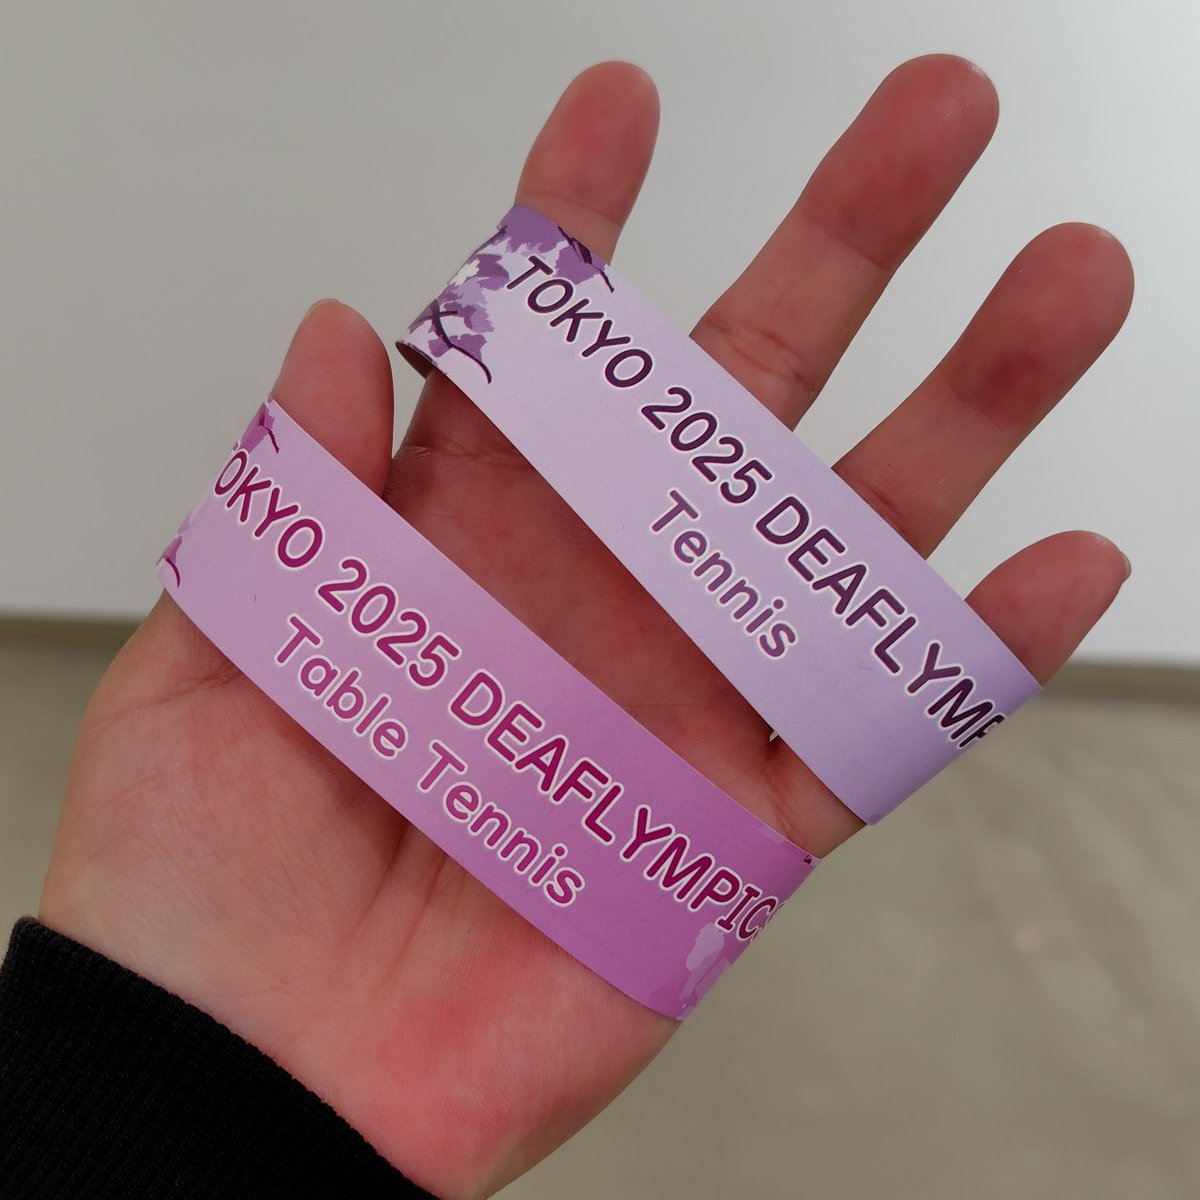 TOKYO 2025 DEAFLYMP
Tennis
TOKYO 2025 DEAFLYMPICS
Table Tennis